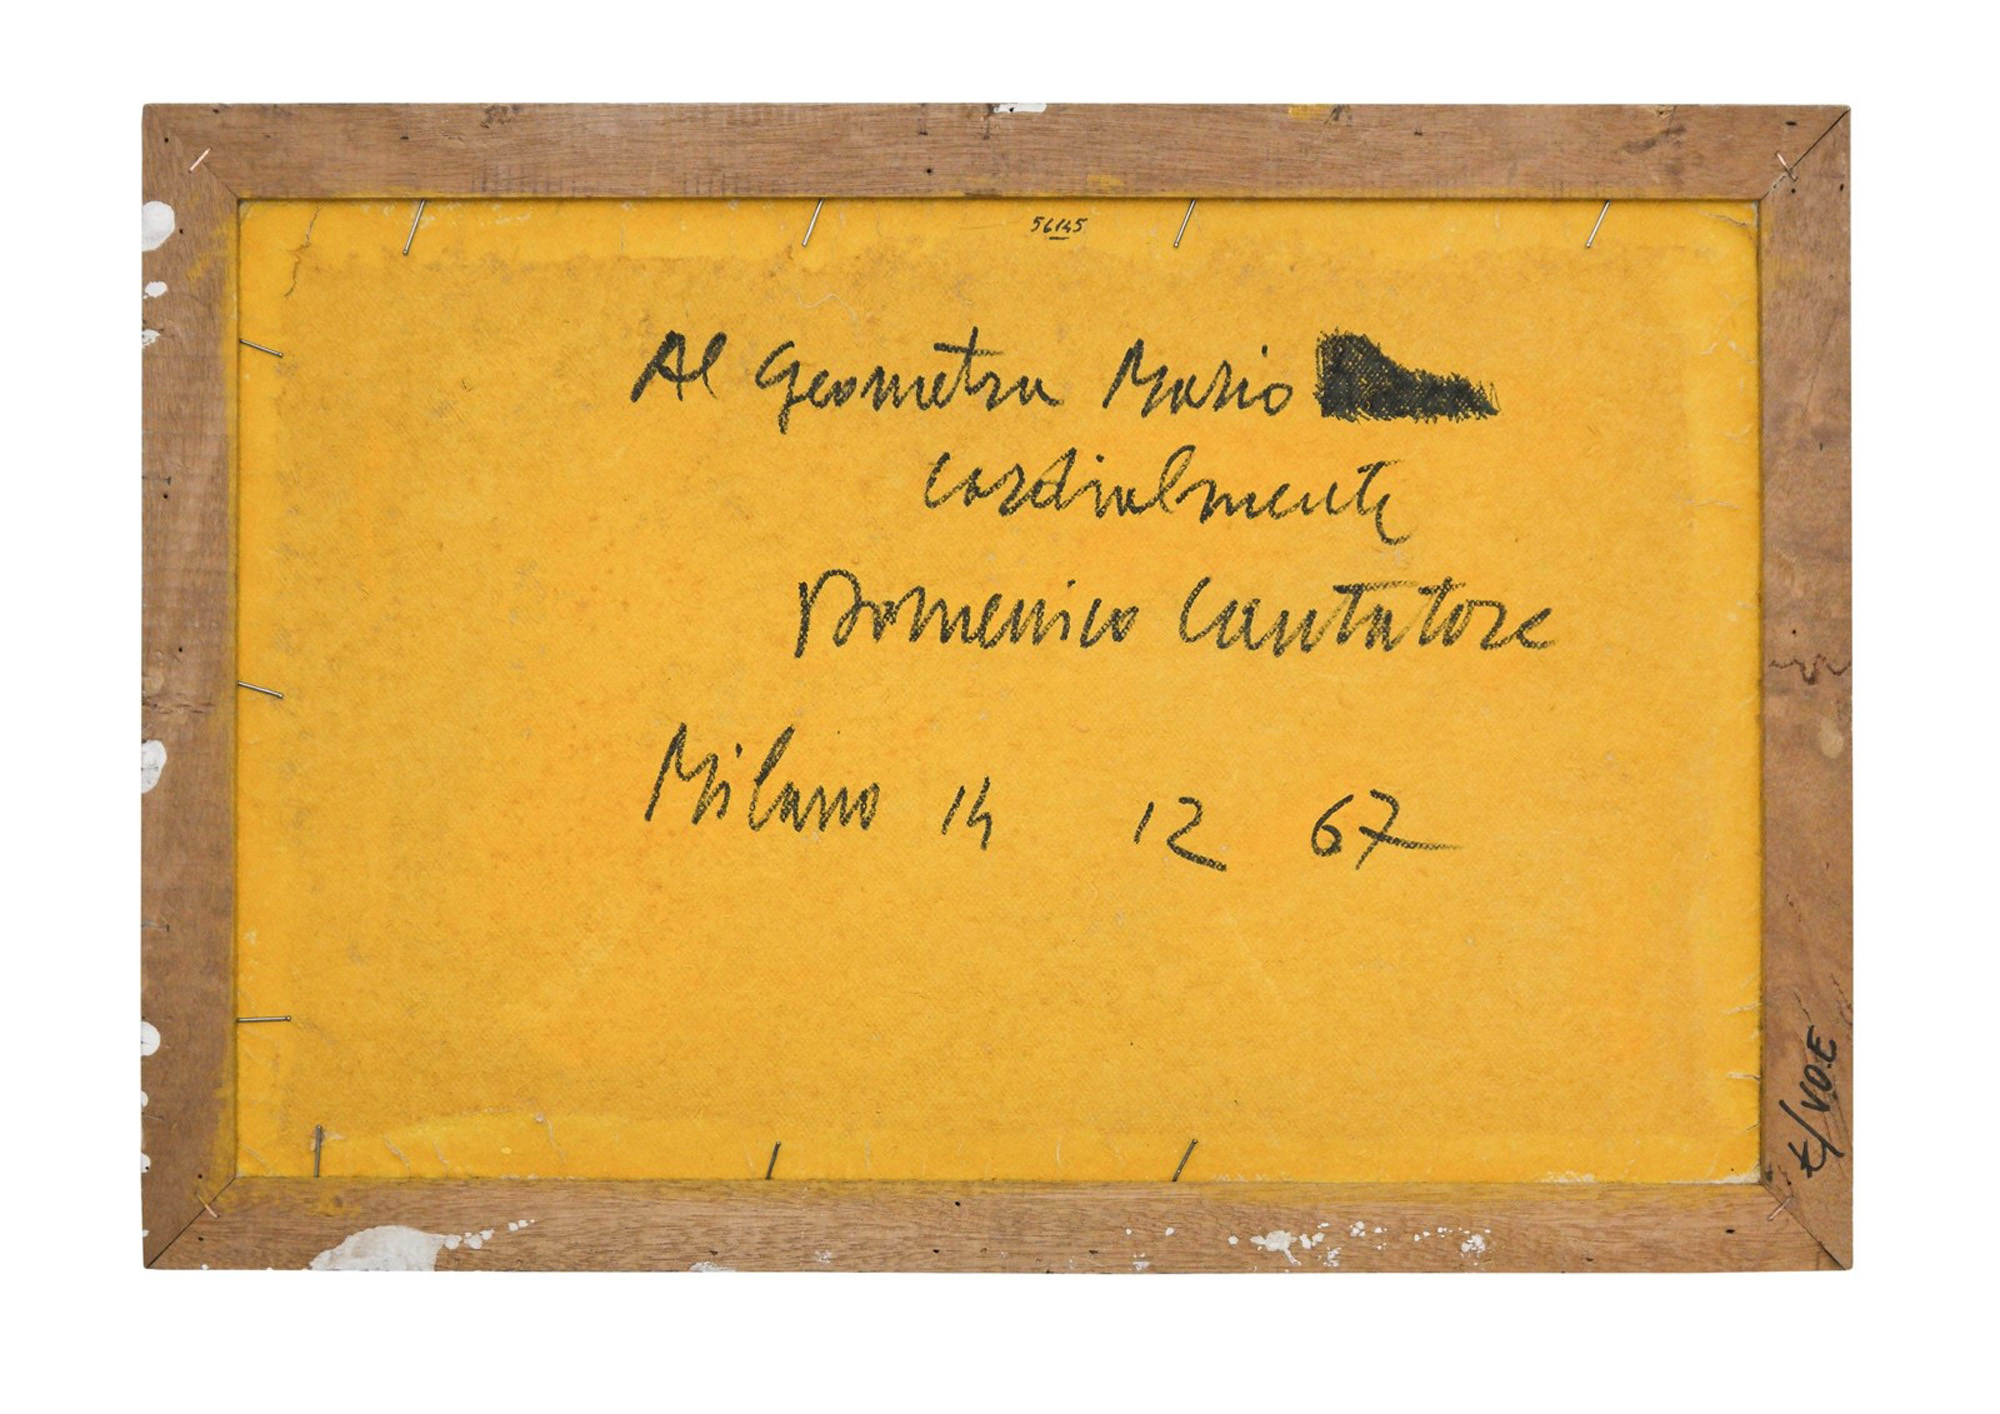 56145
Al Geometra Mario
cordialmente
Domenico Cantatore
Milano 14 12 67